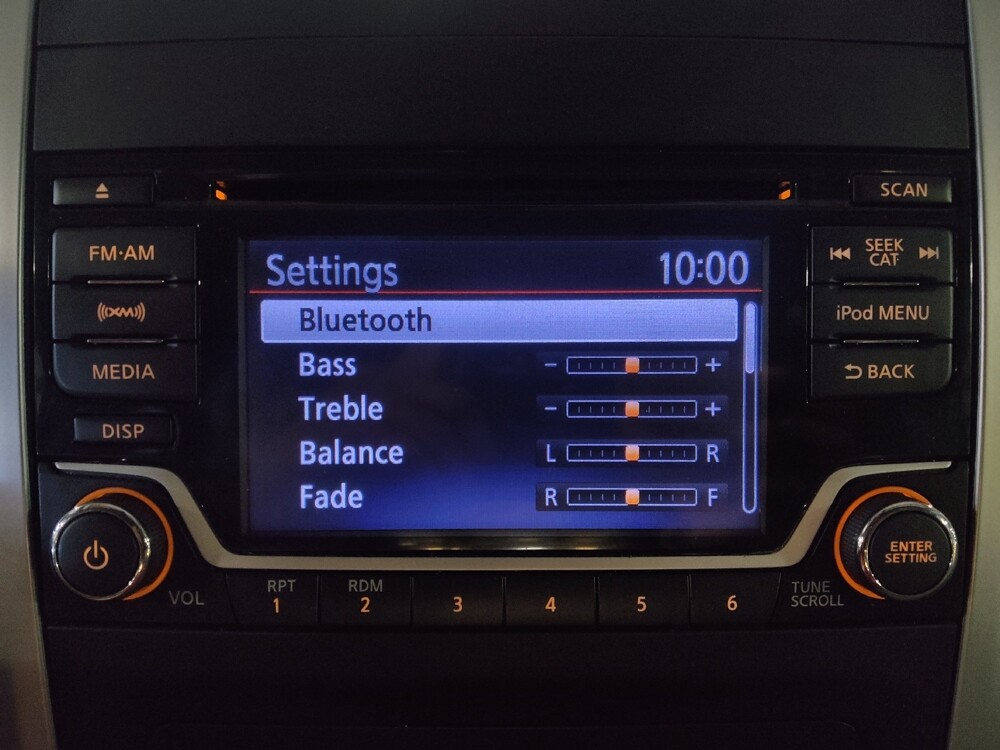 SCAN
FM·AM
SEEK
CAT
XM
iPod MENU
MEDIA
BACK
DISP
Settings 10:00
Bluetooth
Bass - +
Treble - +
Balance L R
Fade R F
VOL
RPT
1
RDM
2
3
4
5
6
TUNE
SCROLL
ENTER
SETTING